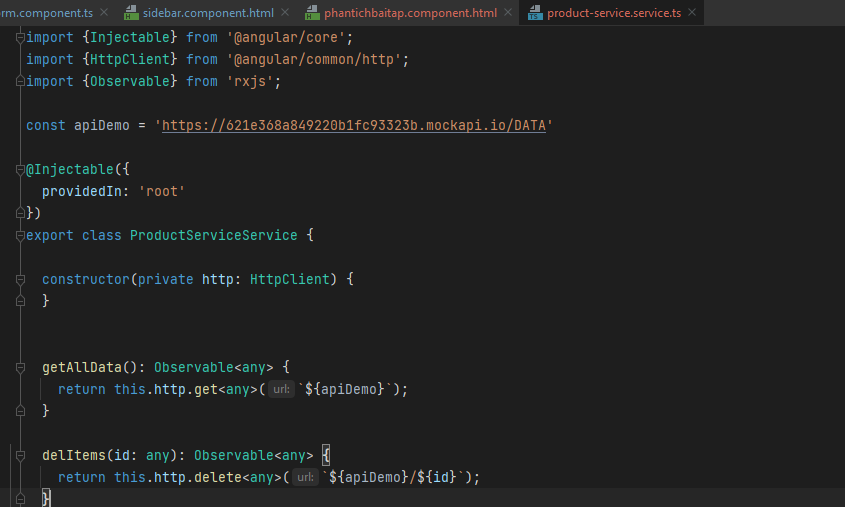 rm.component.ts sidebar.component.html phantichbaitap.component.html product-service.service.ts
import {Injectable} from '@angular/core';
import {HttpClient} from '@angular/common/http';
import {Observable} from 'rxjs';
const apiDemo = 'https://621e368a849220b1fc93323b.mockapi.io/DATA'
@Injectable({
providedIn: 'root'
})
export class ProductServiceService {
constructor(private http: HttpClient) {
}
getAllData(): Observable<any> {
return this.http.get<any>( url: `${apiDemo}`);
}
delItems(id: any): Observable<any> {
return this.http.delete<any>( url: `${apiDemo}/${id}`);
}